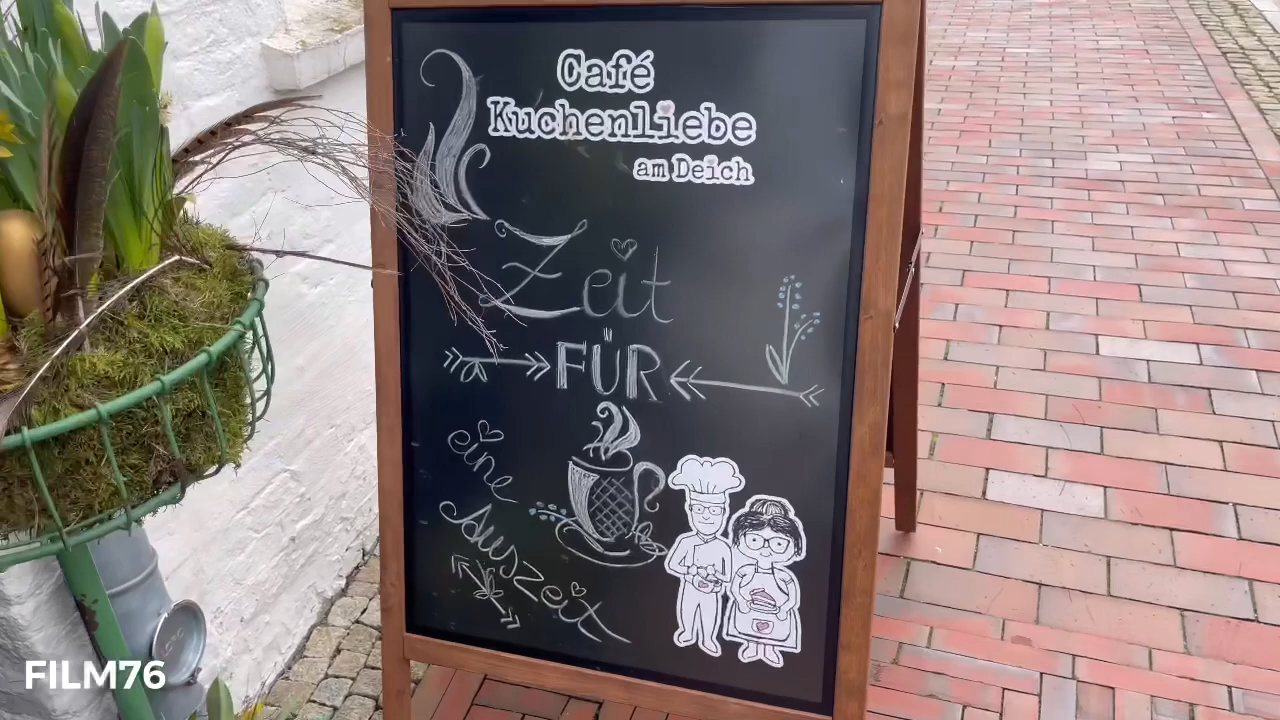 Café
Kuchenliebe
am Deich
Zeit
FÜR
eine
Auszeit
FILM76